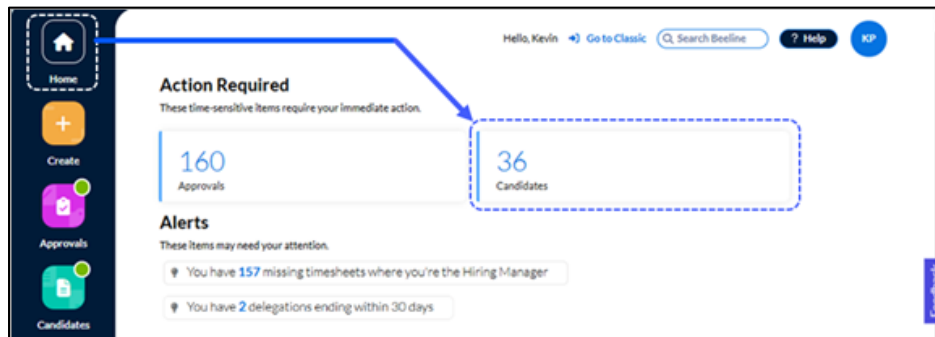 Hello, Kevin Go to Classic Search Beeline ? Help KP
Home
Action Required
These time-sensitive items require your immediate action.
Create
160
Approvals
36
Candidates
Approvals
Alerts
These items may need your attention.
You have 157 missing timesheets where you're the Hiring Manager
You have 2 delegations ending within 30 days
Candidates
Feedback